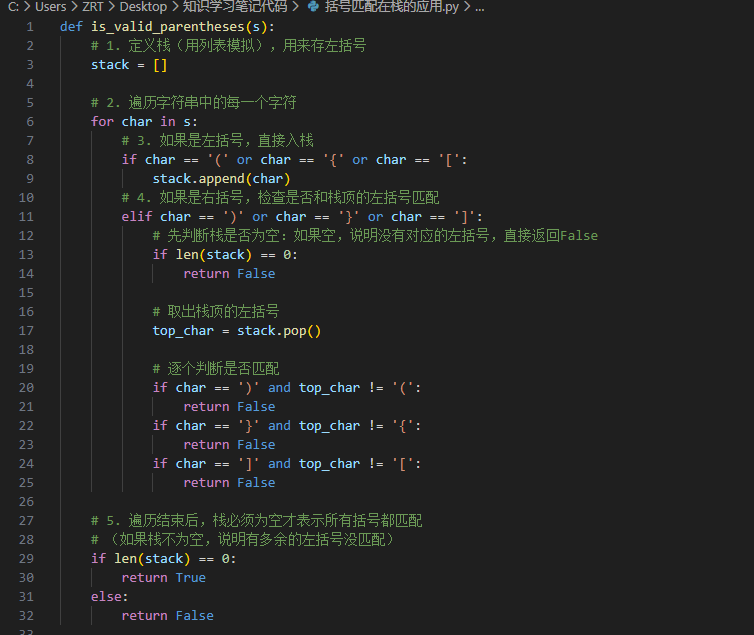 C: > Users > ZRT > Desktop > 知识学习笔记代码 > 括号匹配在栈的应用.py > ...
1 def is_valid_parentheses(s):
2     # 1. 定义栈（用列表模拟），用来存左括号
3     stack = []
4
5     # 2. 遍历字符串中的每一个字符
6     for char in s:
7         # 3. 如果是左括号，直接入栈
8         if char == '(' or char == '{' or char == '[':
9             stack.append(char)
10         # 4. 如果是右括号，检查是否和栈顶的左括号匹配
11         elif char == ')' or char == '}' or char == ']':
12             # 先判断栈是否为空：如果空，说明没有对应的左括号，直接返回False
13             if len(stack) == 0:
14                 return False
15
16             # 取出栈顶的左括号
17             top_char = stack.pop()
18
19             # 逐个判断是否匹配
20             if char == ')' and top_char != '(':
21                 return False
22             if char == '}' and top_char != '{':
23                 return False
24             if char == ']' and top_char != '[':
25                 return False
26
27     # 5. 遍历结束后，栈必须为空才表示所有括号都匹配
28     # （如果栈不为空，说明有多余的左括号没匹配）
29     if len(stack) == 0:
30         return True
31     else:
32         return False
33